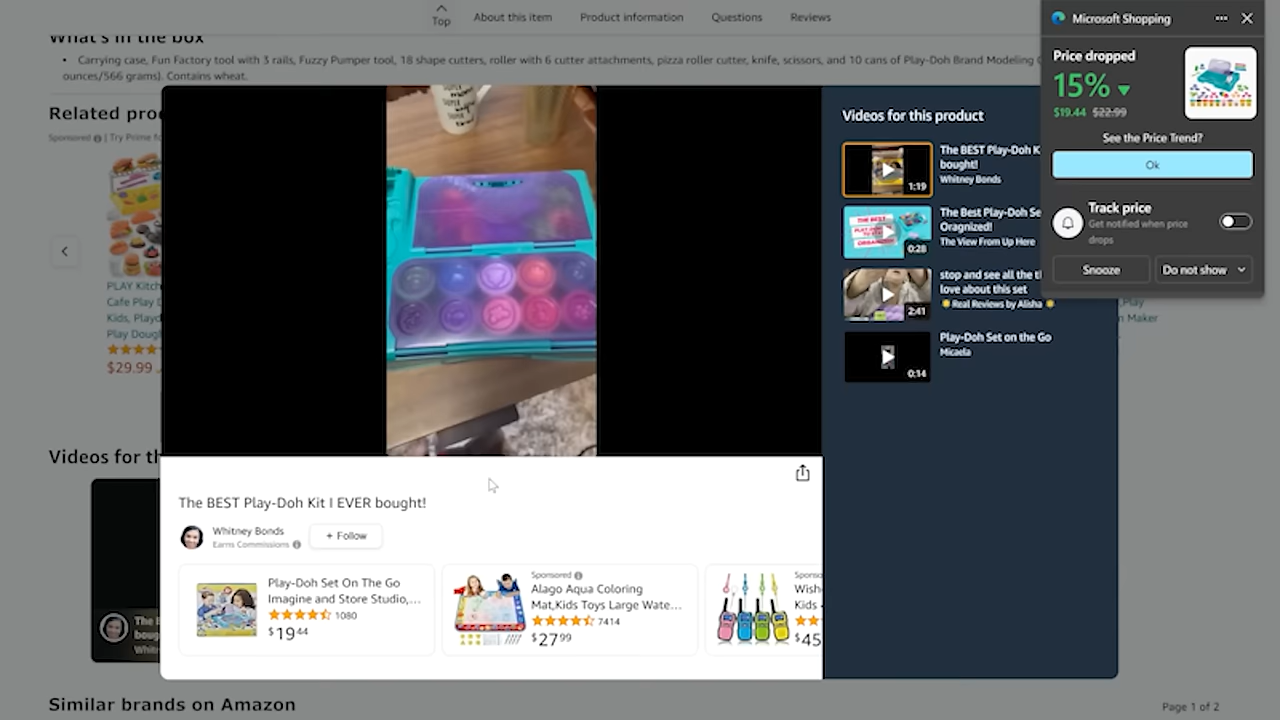 Top
About this item
Product information
Questions
Reviews
What's in the box
• Carrying case, Fun Factory tool with 3 rails, Fuzzy Pumper tool, 18 shape cutters, roller with 6 cutter attachments, pizza roller cutter, knife, scissors, and 10 cans of Play-Doh Brand Modeling
ounces/566 grams). Contains wheat.
Related pro
Sponsored | Try Prime fo
PLAY Kitch
Cafe Play D
Kids, Playd
Play Dough
$29.99
Videos for th
Similar brands on Amazon
Page 1 of 2
The BEST Play-Doh Kit I EVER bought!
Whitney Bonds
Earns Commissions
+ Follow
Play-Doh Set On The Go
Imagine and Store Studio,...
1080
$19 44
Sponsored
Alago Aqua Coloring
Mat,Kids Toys Large Wate...
7414
$27 99
Sponso
Wish
Kids
$45
Videos for this product
The BEST Play-Doh K
bought!
Whitney Bonds
1:19
The Best Play-Doh Se
Oragnized!
The View From Up Here
0:28
stop and see all the t
love about this set
Real Reviews by Alisha
2:41
Play-Doh Set on the Go
Micaela
0:14
,Play
n Maker
Microsoft Shopping
Price dropped
15%
$19.44 $22.99
See the Price Trend?
Ok
Track price
Get notified when price
drops
Snooze
Do not show